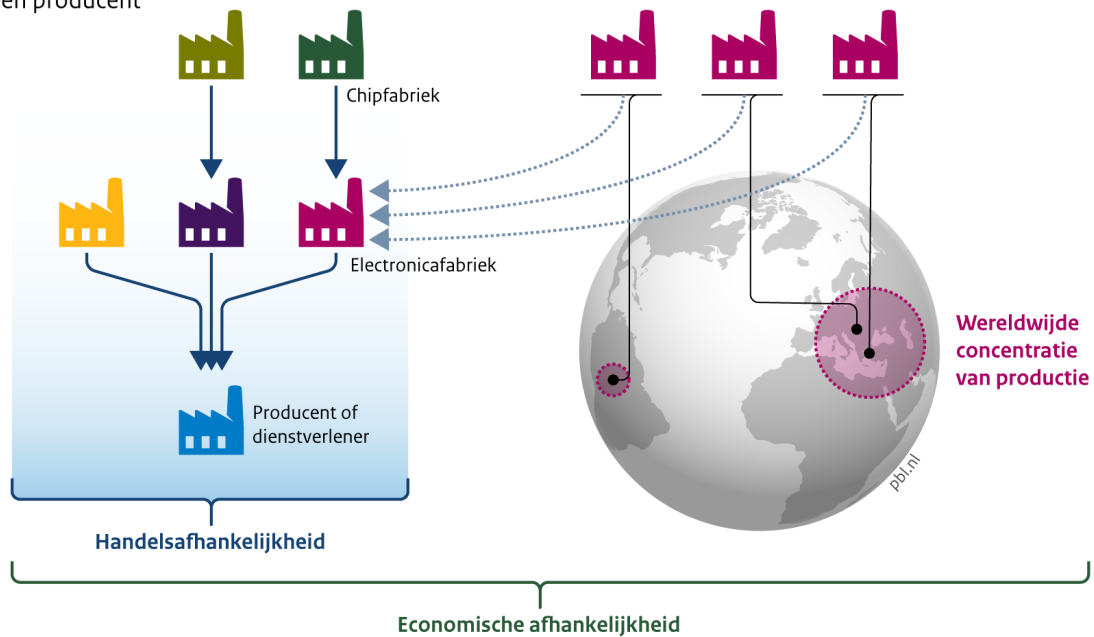 en producent
Chipfabriek
Electronicafabriek
Producent of
dienstverlener
Wereldwijde
concentratie
van productie
pbl.nl
Handelsafhankelijkheid
Economische afhankelijkheid